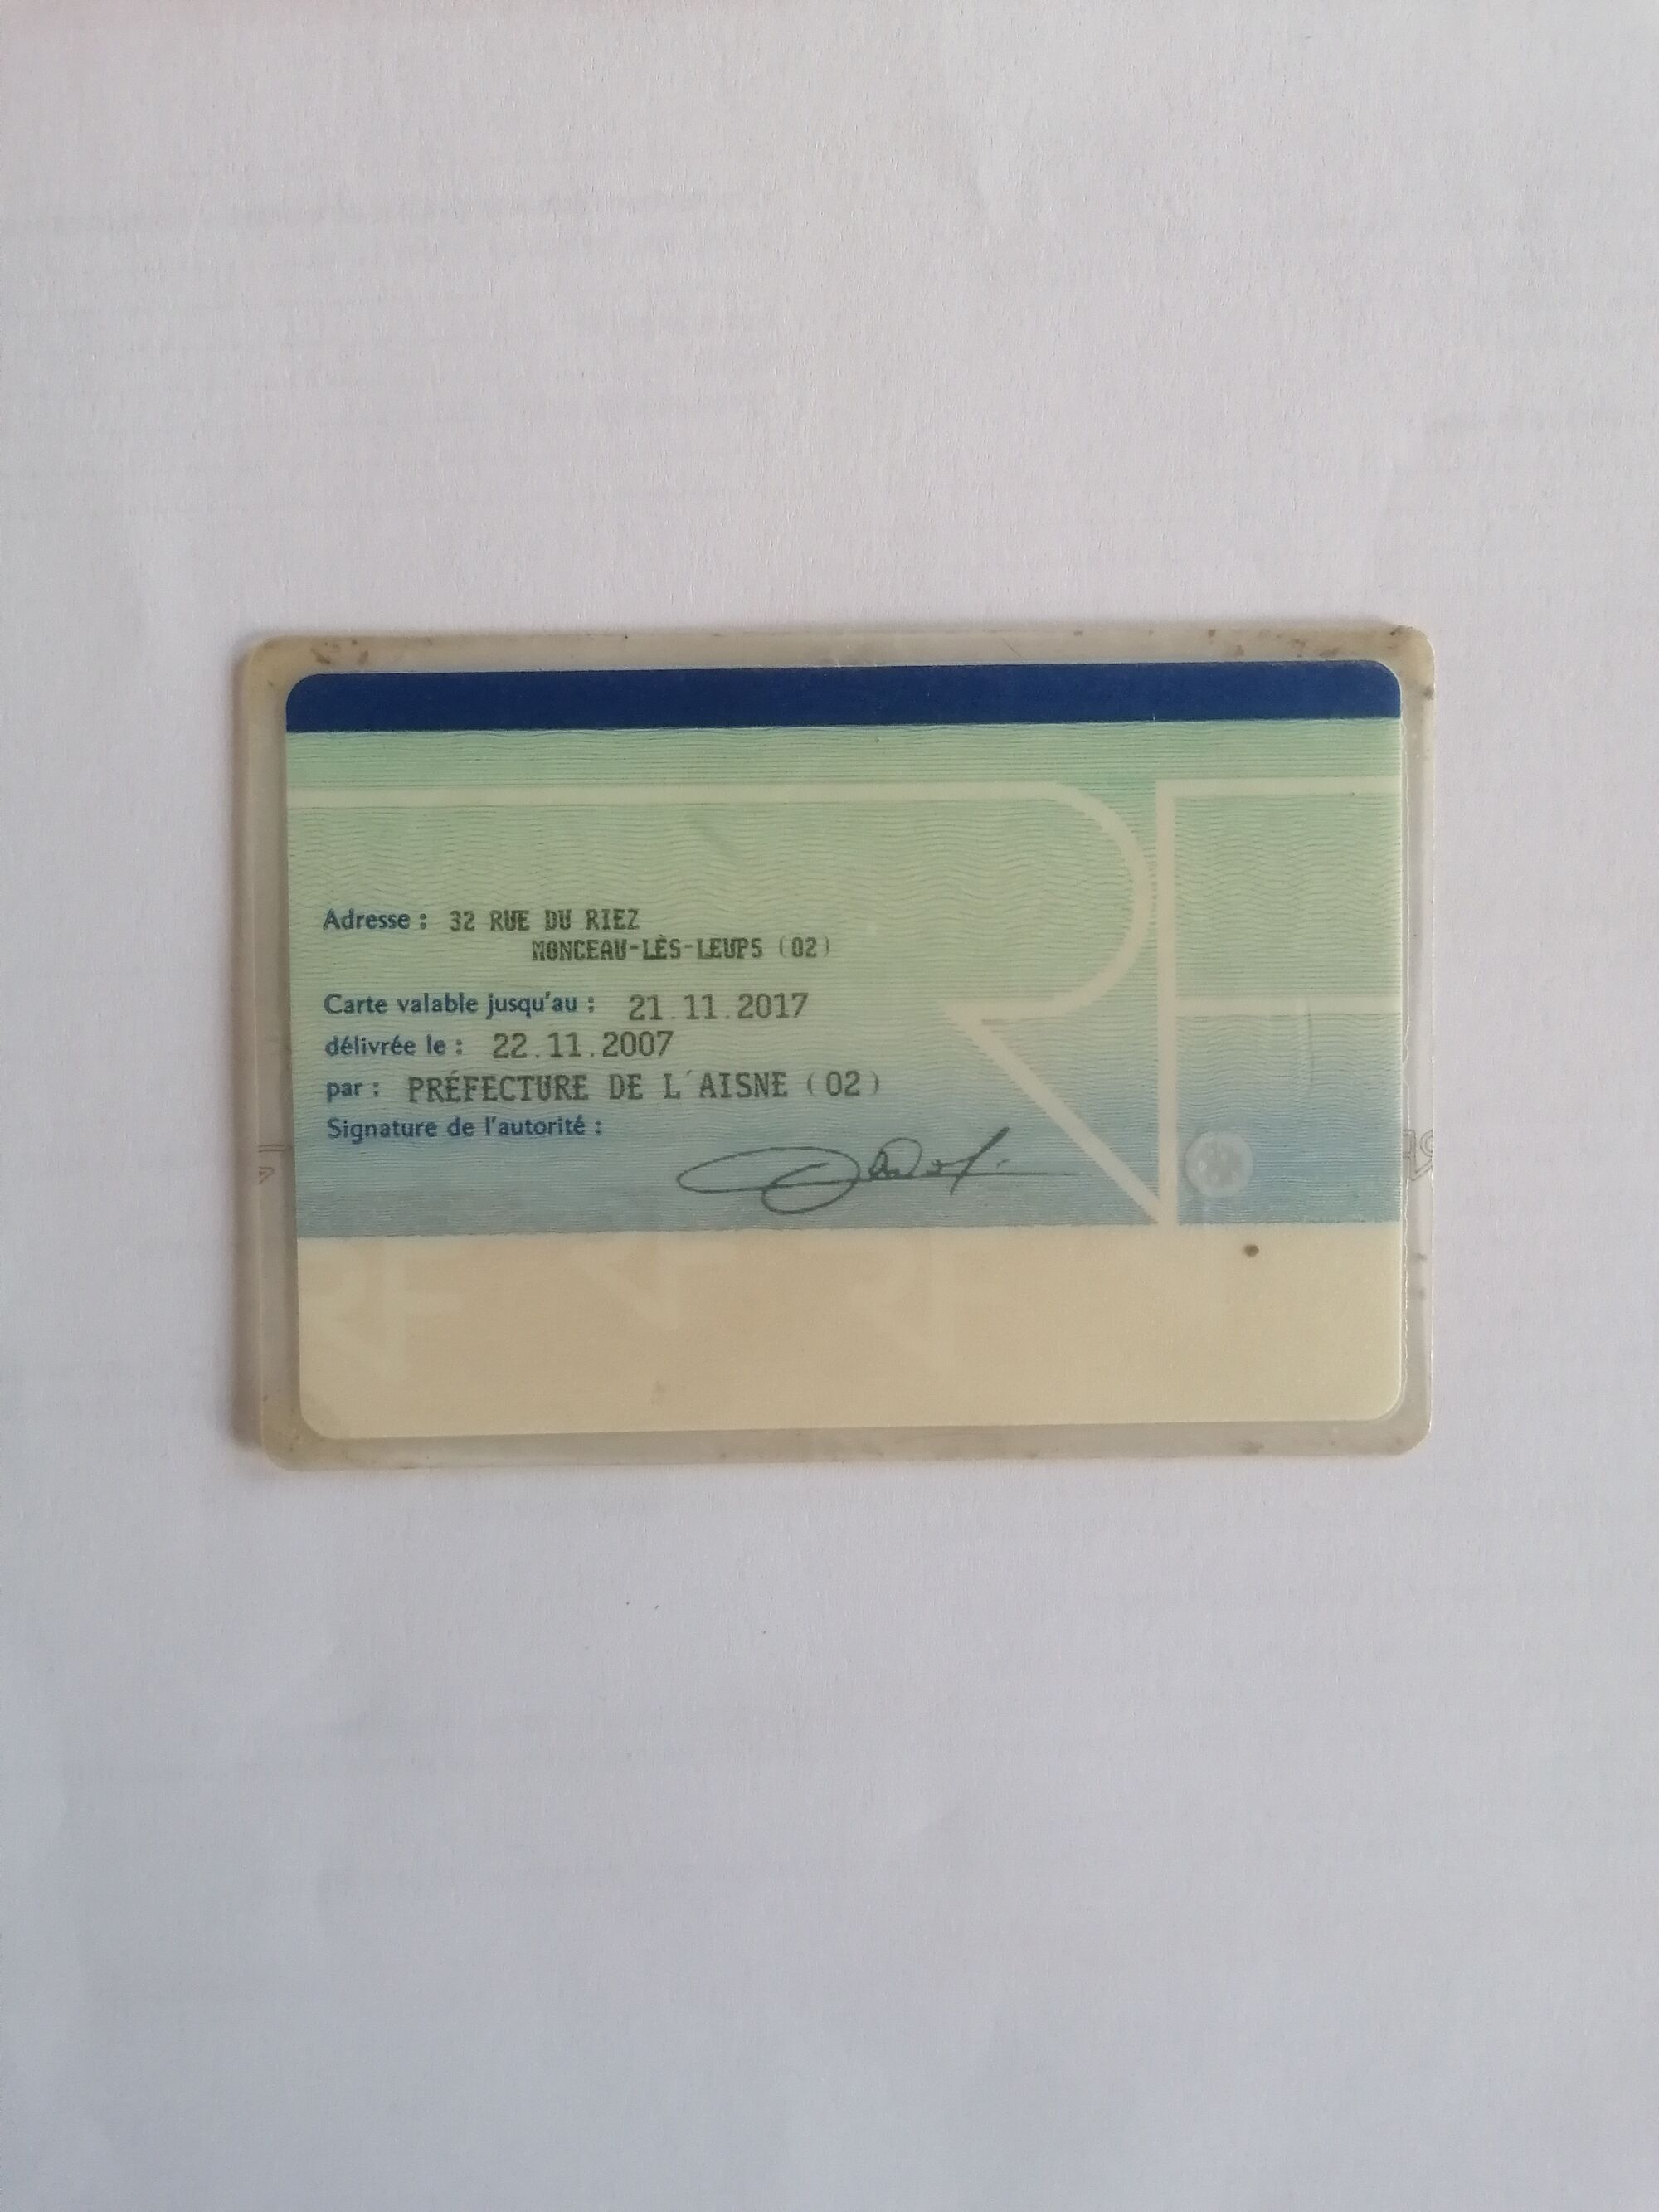 Adresse : 32 RUE DU RIEZ
MONCEAU-LÈS-LEUPS (02)
Carte valable jusqu'au : 21.11.2017
délivrée le : 22.11.2007
par : PRÉFECTURE DE L'AISNE (02)
Signature de l'autorité :
RF